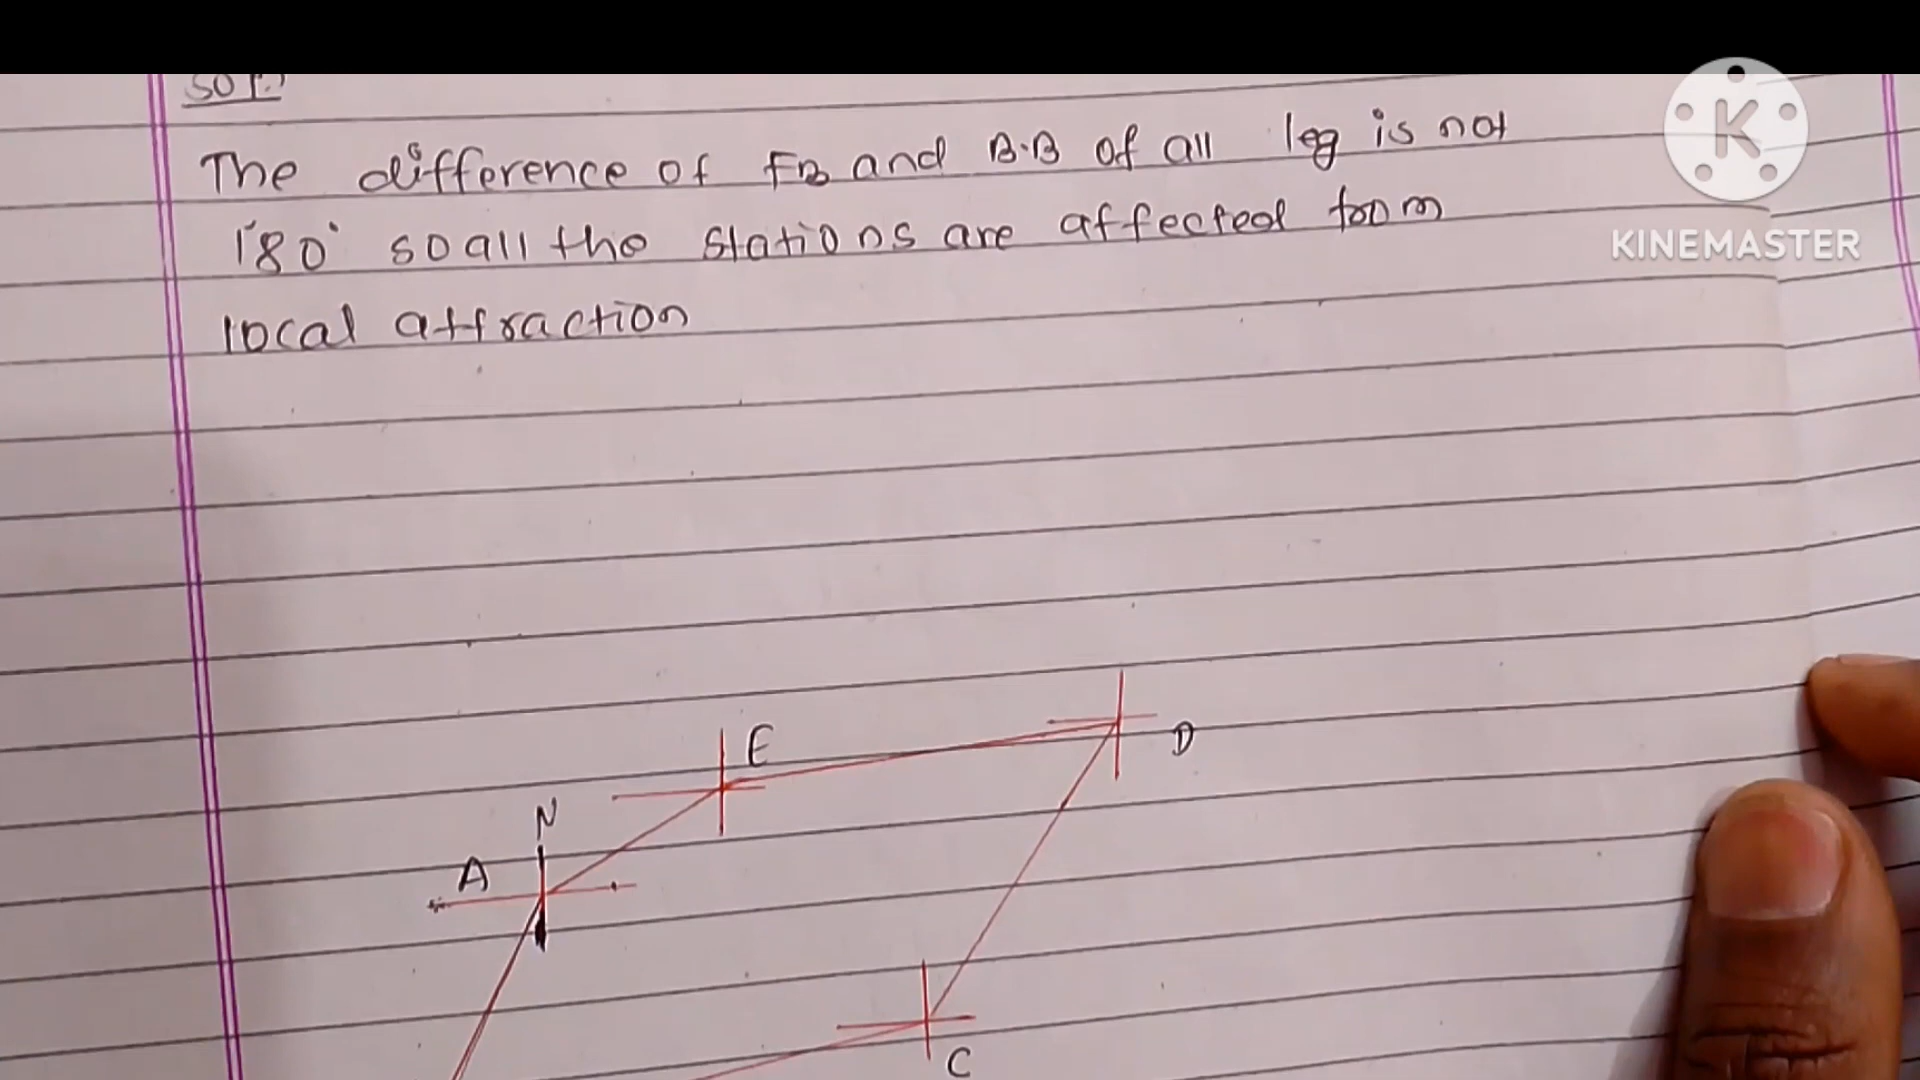 Sol.
The difference of FB and B.B of all leg is not
180° so all the stations are affected from
local attraction
K
KINEMASTER
E
D
N
A
C